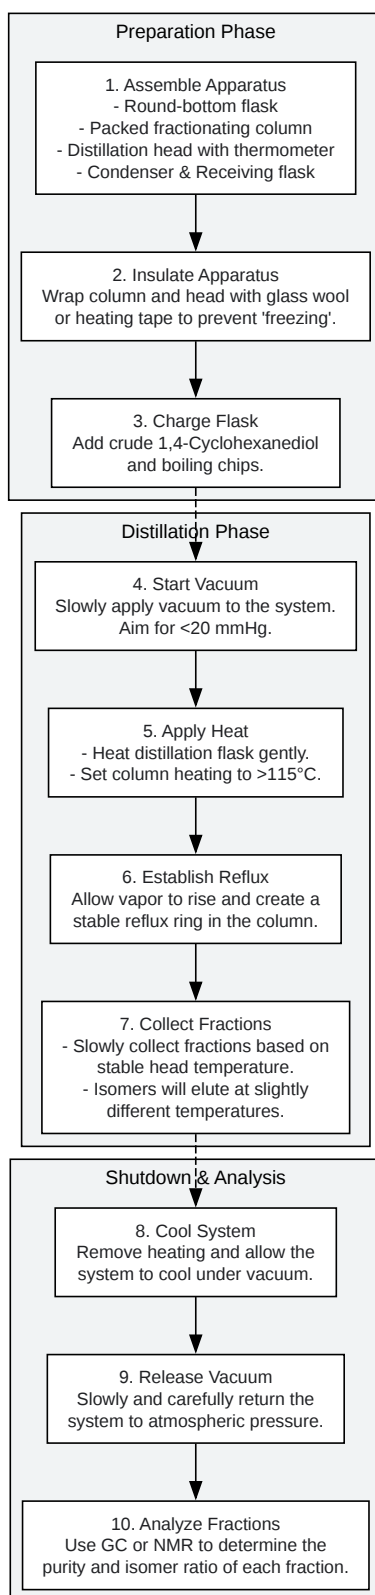 Preparation Phase
1. Assemble Apparatus
- Round-bottom flask
- Packed fractionating column
- Distillation head with thermometer
- Condenser & Receiving flask
2. Insulate Apparatus
Wrap column and head with glass wool
or heating tape to prevent 'freezing'.
3. Charge Flask
Add crude 1,4-Cyclohexanediol
and boiling chips.
Distillation Phase
4. Start Vacuum
Slowly apply vacuum to the system.
Aim for <20 mmHg.
5. Apply Heat
- Heat distillation flask gently.
- Set column heating to >115°C.
6. Establish Reflux
Allow vapor to rise and create a
stable reflux ring in the column.
7. Collect Fractions
- Slowly collect fractions based on
stable head temperature.
- Isomers will elute at slightly
different temperatures.
Shutdown & Analysis
8. Cool System
Remove heating and allow the
system to cool under vacuum.
9. Release Vacuum
Slowly and carefully return the
system to atmospheric pressure.
10. Analyze Fractions
Use GC or NMR to determine the
purity and isomer ratio of each fraction.